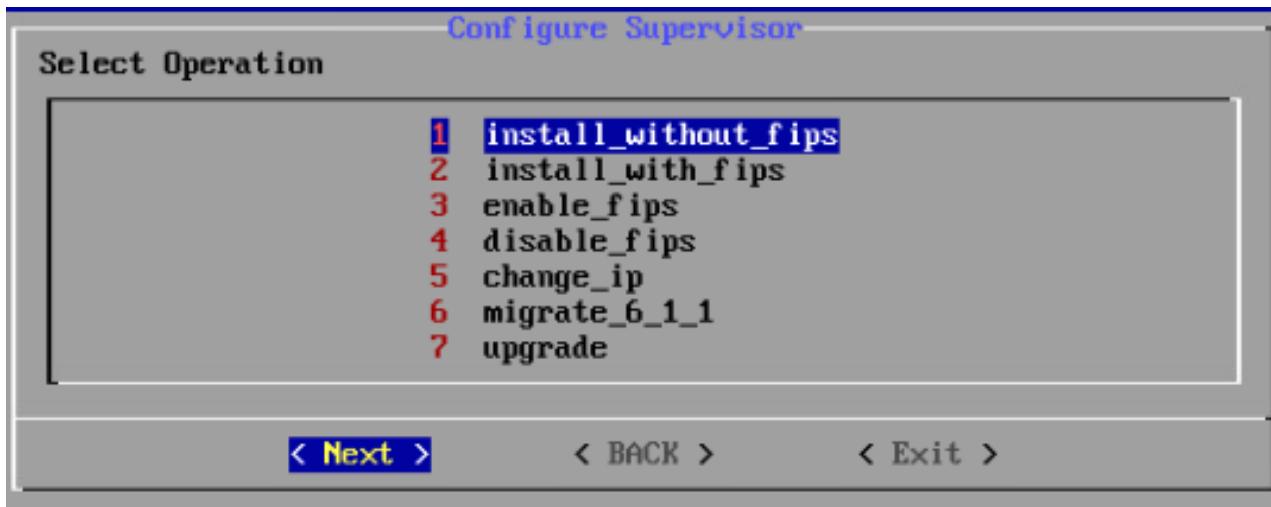 Configure Supervisor
Select Operation
1 install_without_fips
2 install_with_fips
3 enable_fips
4 disable_fips
5 change_ip
6 migrate_6_1_1
7 upgrade
< Next > < BACK > < Exit >